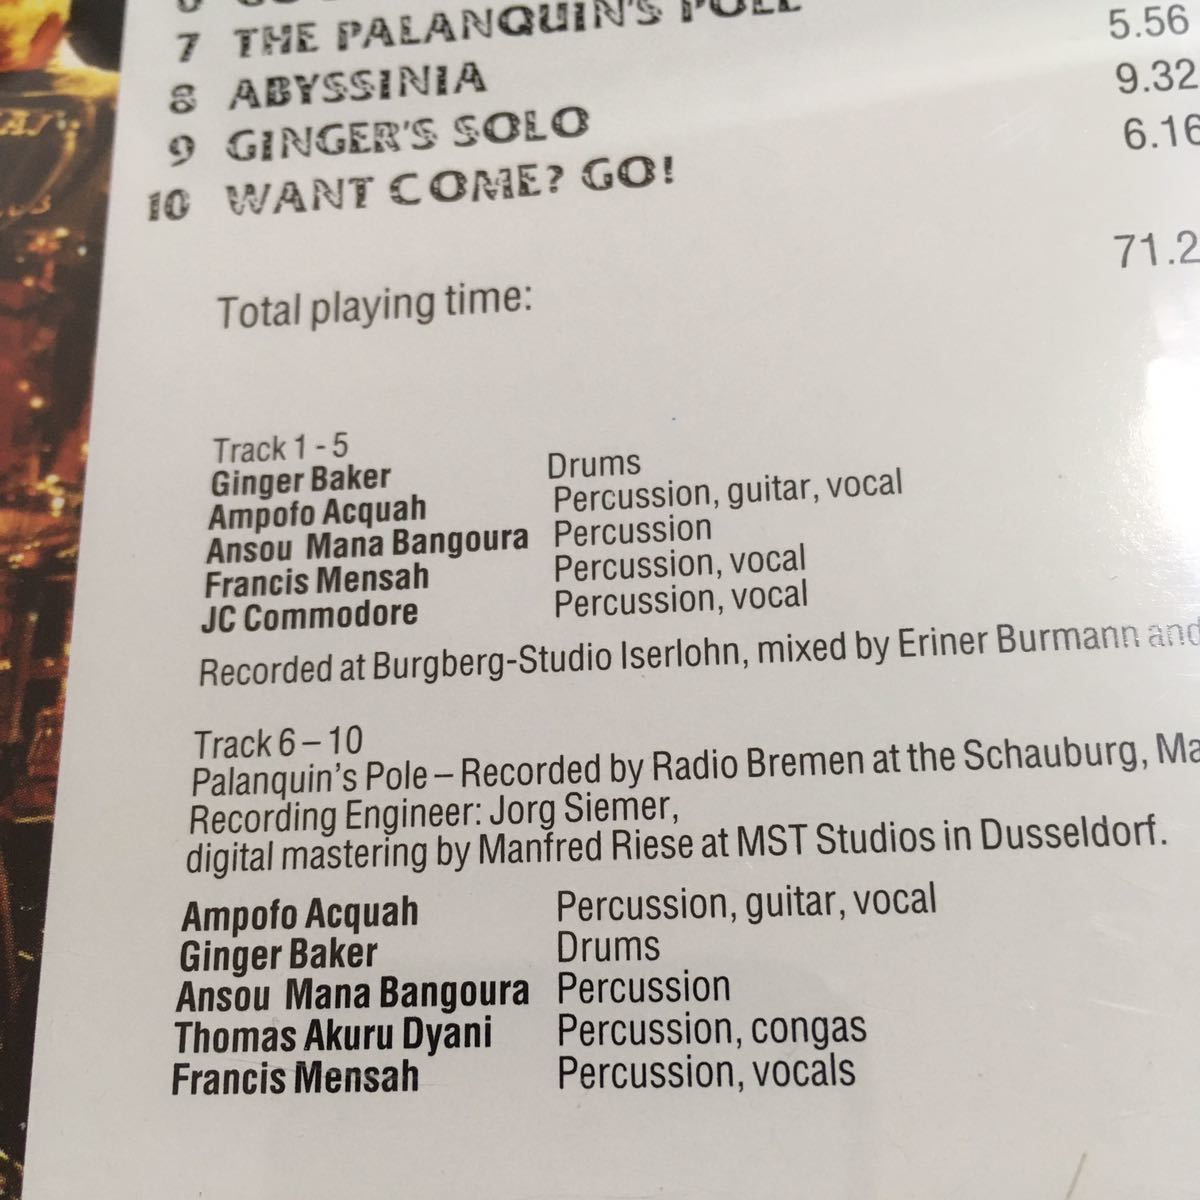 7 THE PALANQUIN'S POLE
8 ABYSSINIA 5.56
9 GINGER'S SOLO 9.32
10 WANT COME? GO! 6.16
Total playing time: 71.2
Track 1 - 5
Ginger Baker Drums
Ampofo Acquah Percussion, guitar, vocal
Ansou Mana Bangoura Percussion
Francis Mensah Percussion, vocal
JC Commodore Percussion, vocal
Recorded at Burgberg-Studio Iserlohn, mixed by Eriner Burmann and
Track 6 – 10
Palanquin's Pole – Recorded by Radio Bremen at the Schauburg, Ma
Recording Engineer: Jorg Siemer,
digital mastering by Manfred Riese at MST Studios in Dusseldorf.
Ampofo Acquah Percussion, guitar, vocal
Ginger Baker Drums
Ansou Mana Bangoura Percussion
Thomas Akuru Dyani Percussion, congas
Francis Mensah Percussion, vocals